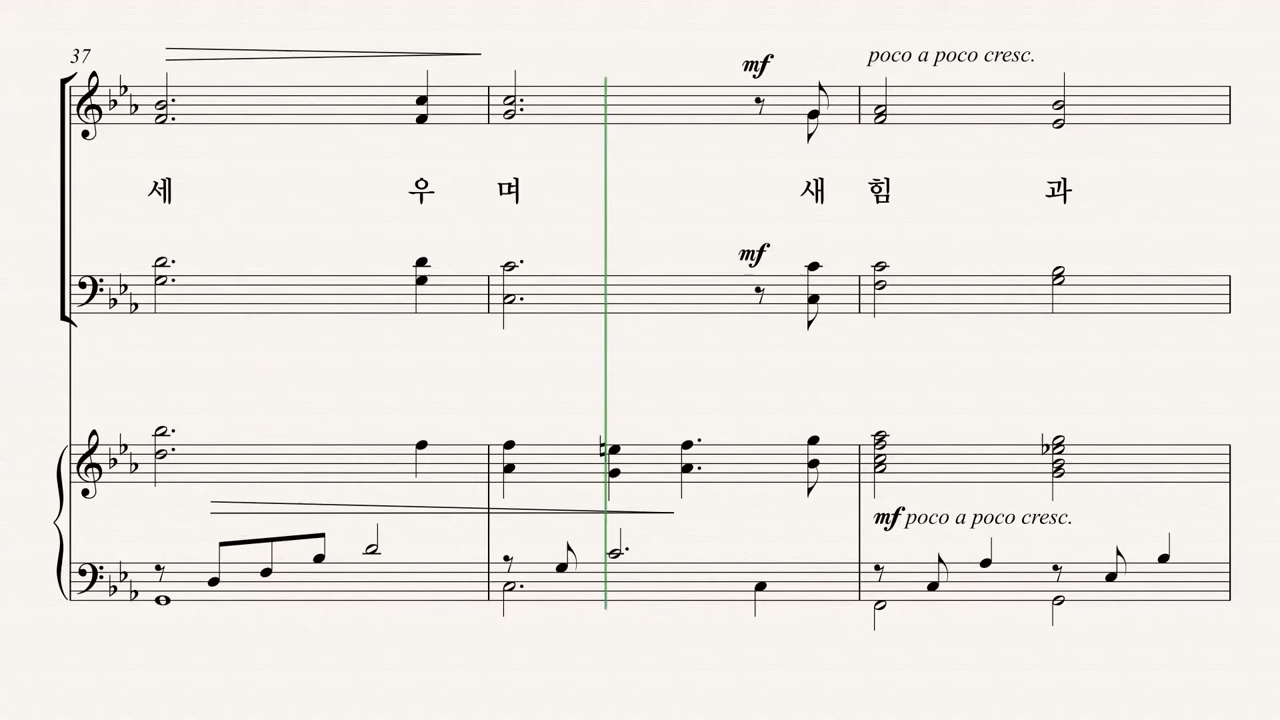 37
poco a poco cresc.
mf
세 우 며 새 힘 과
mf
mf poco a poco cresc.